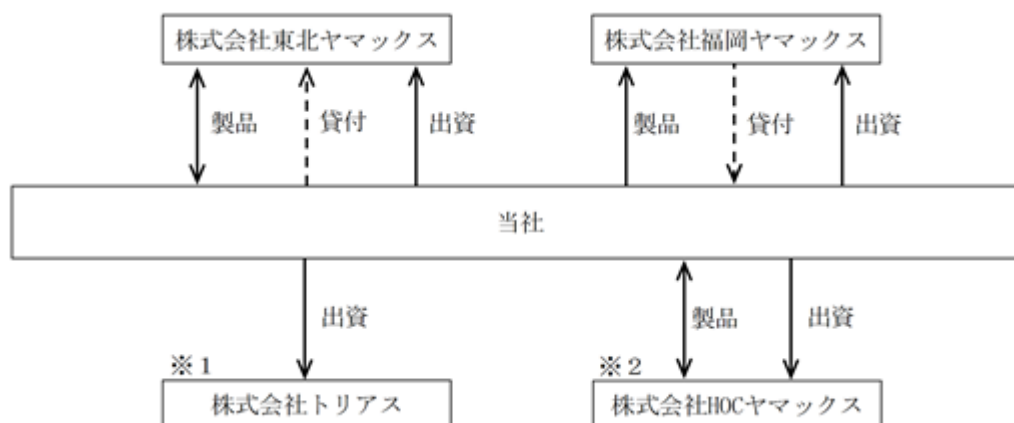 株式会社東北ヤマックス
株式会社福岡ヤマックス
製品
貸付
出資
製品
貸付
出資
当社
出資
製品
出資
※1
※2
株式会社トリアス
株式会社HOCヤマックス